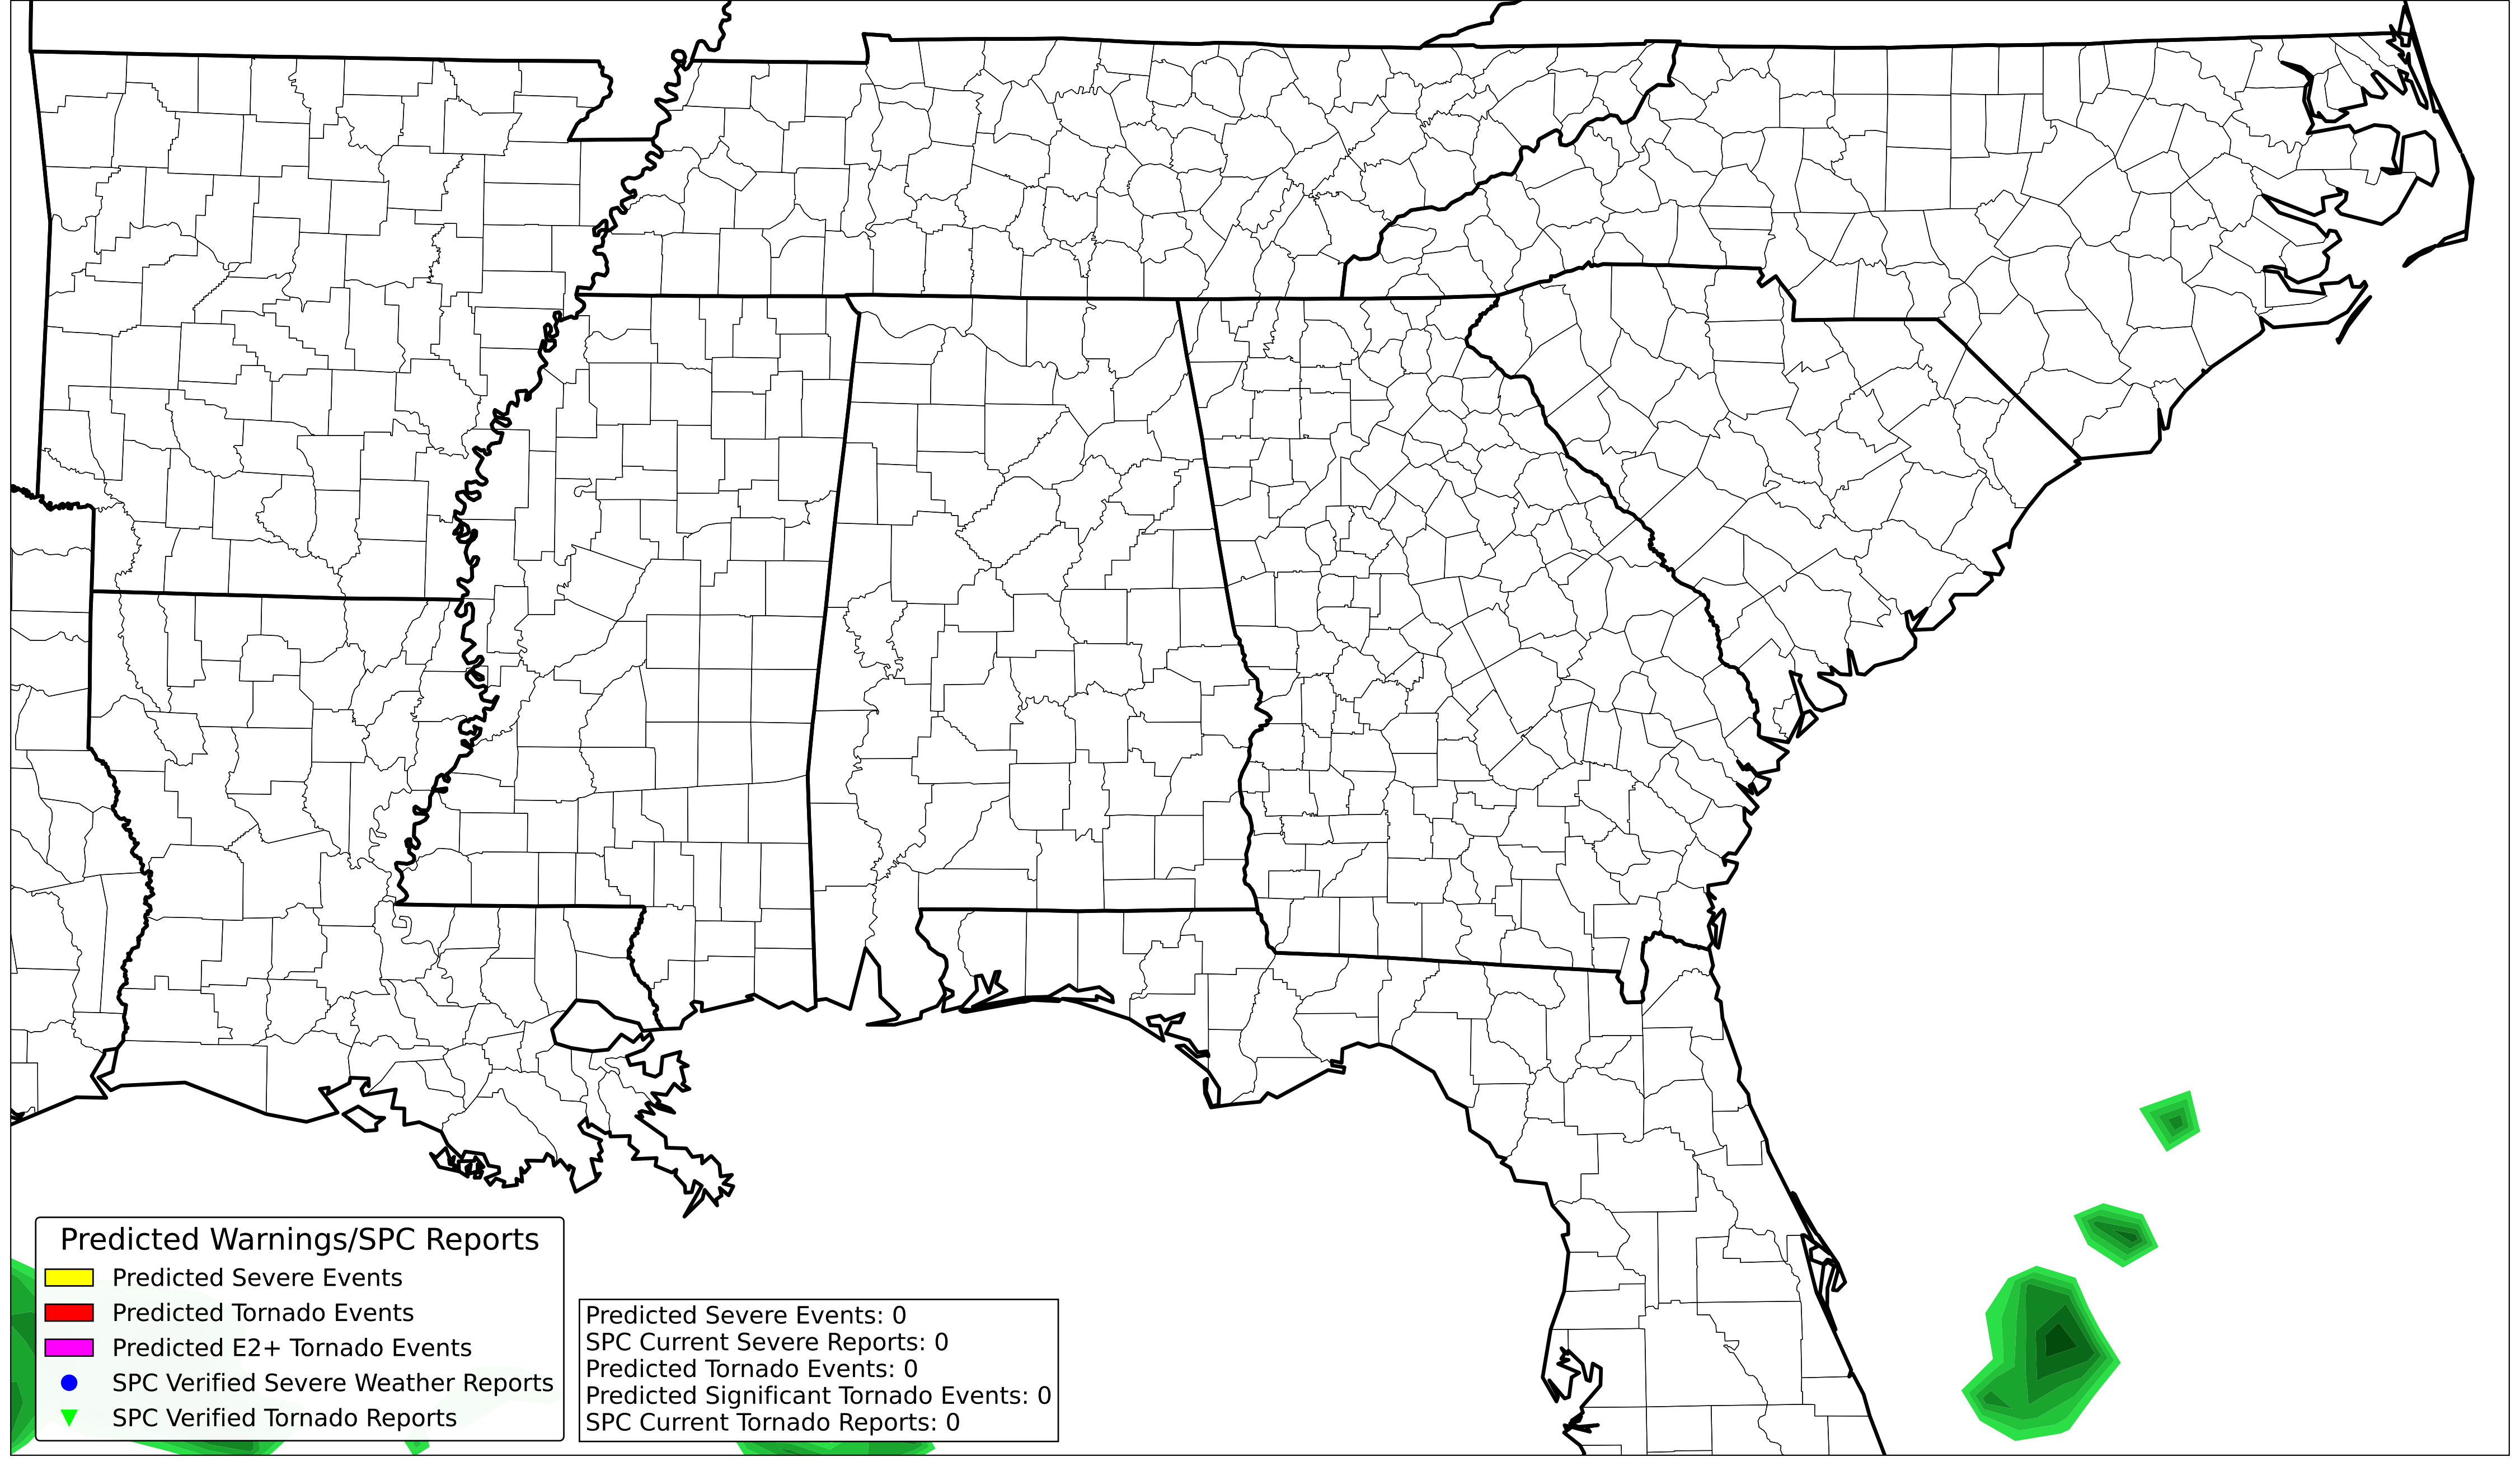 Predicted Warnings/SPC Reports
Predicted Severe Events
Predicted Tornado Events
Predicted E2+ Tornado Events
SPC Verified Severe Weather Reports
SPC Verified Tornado Reports
Predicted Severe Events: 0
SPC Current Severe Reports: 0
Predicted Tornado Events: 0
Predicted Significant Tornado Events: 0
SPC Current Tornado Reports: 0